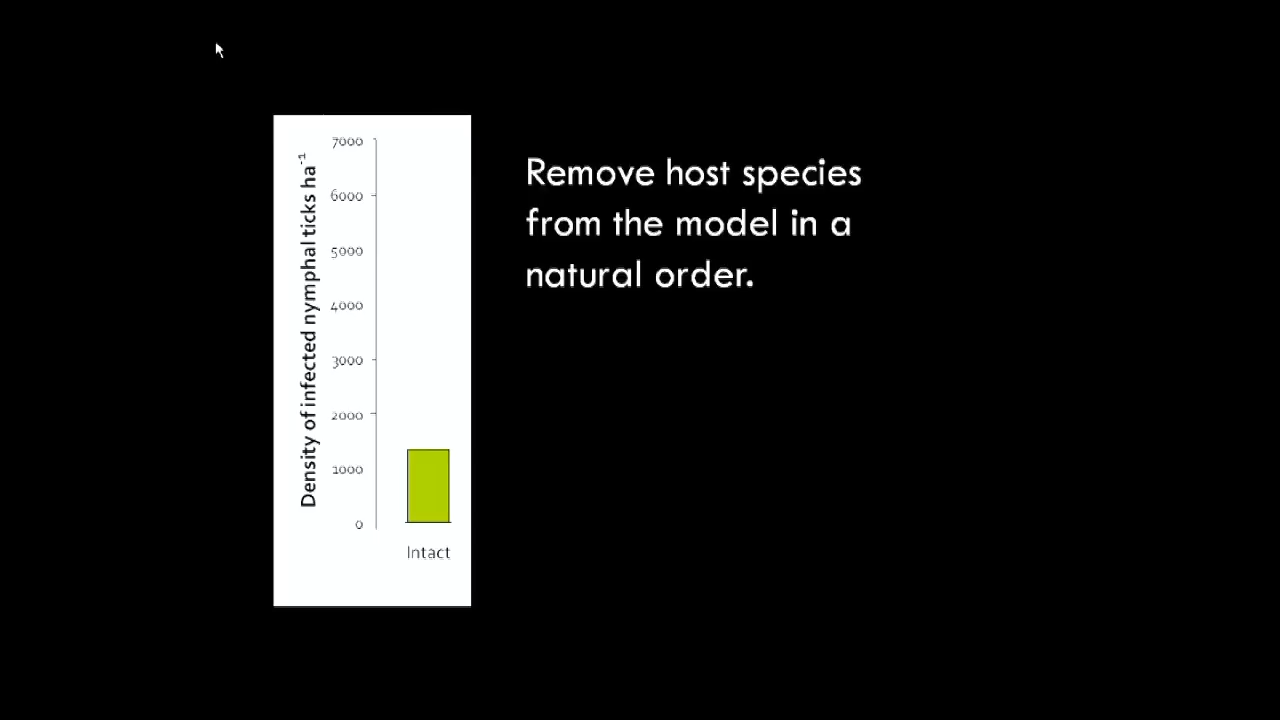 Remove host species
from the model in a
natural order.
Density of infected nymphal ticks ha⁻¹
7000
6000
5000
4000
3000
2000
1000
0
Intact